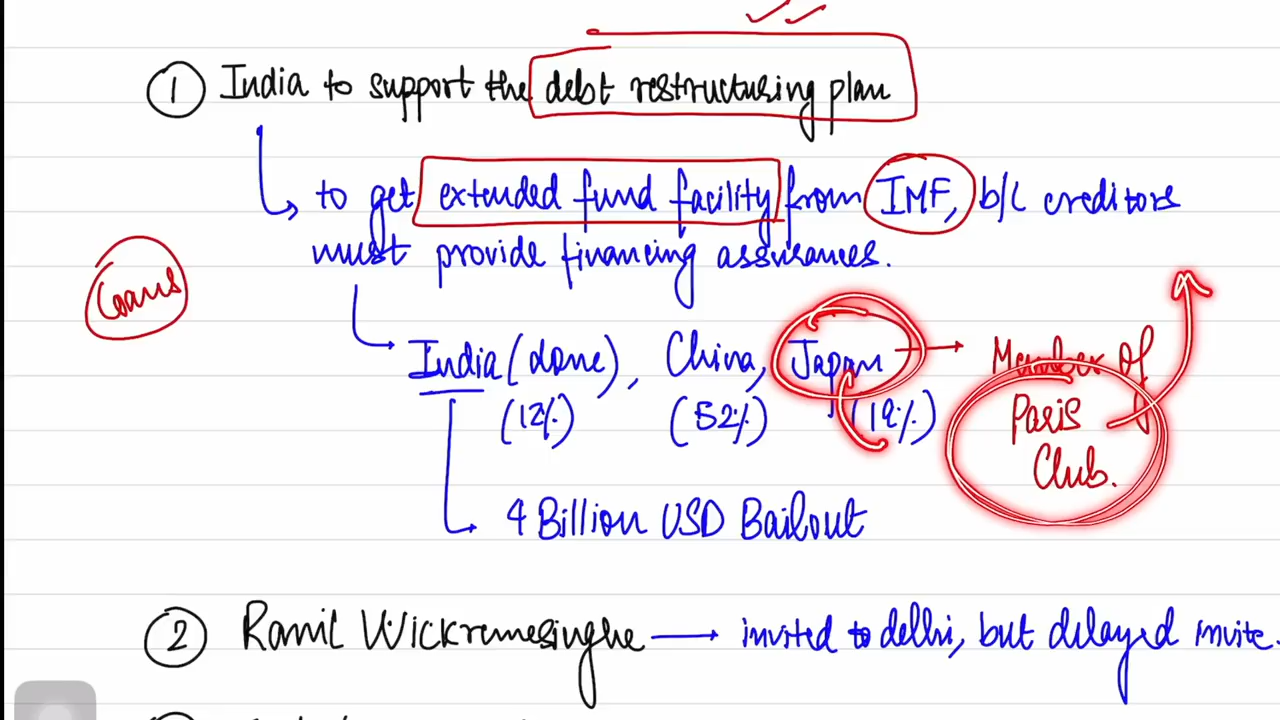 ① India to support the debt restructuring plan
to get extended fund facility from IMF, b/c creditors
must provide financing assurances.
Loans
India (done), China, Japan → Member of
(12%) (52%) (19%) Paris
Club.
4 Billion USD Bailout
② Ranil Wickremesinghe → invited to delhi, but delayed invite.